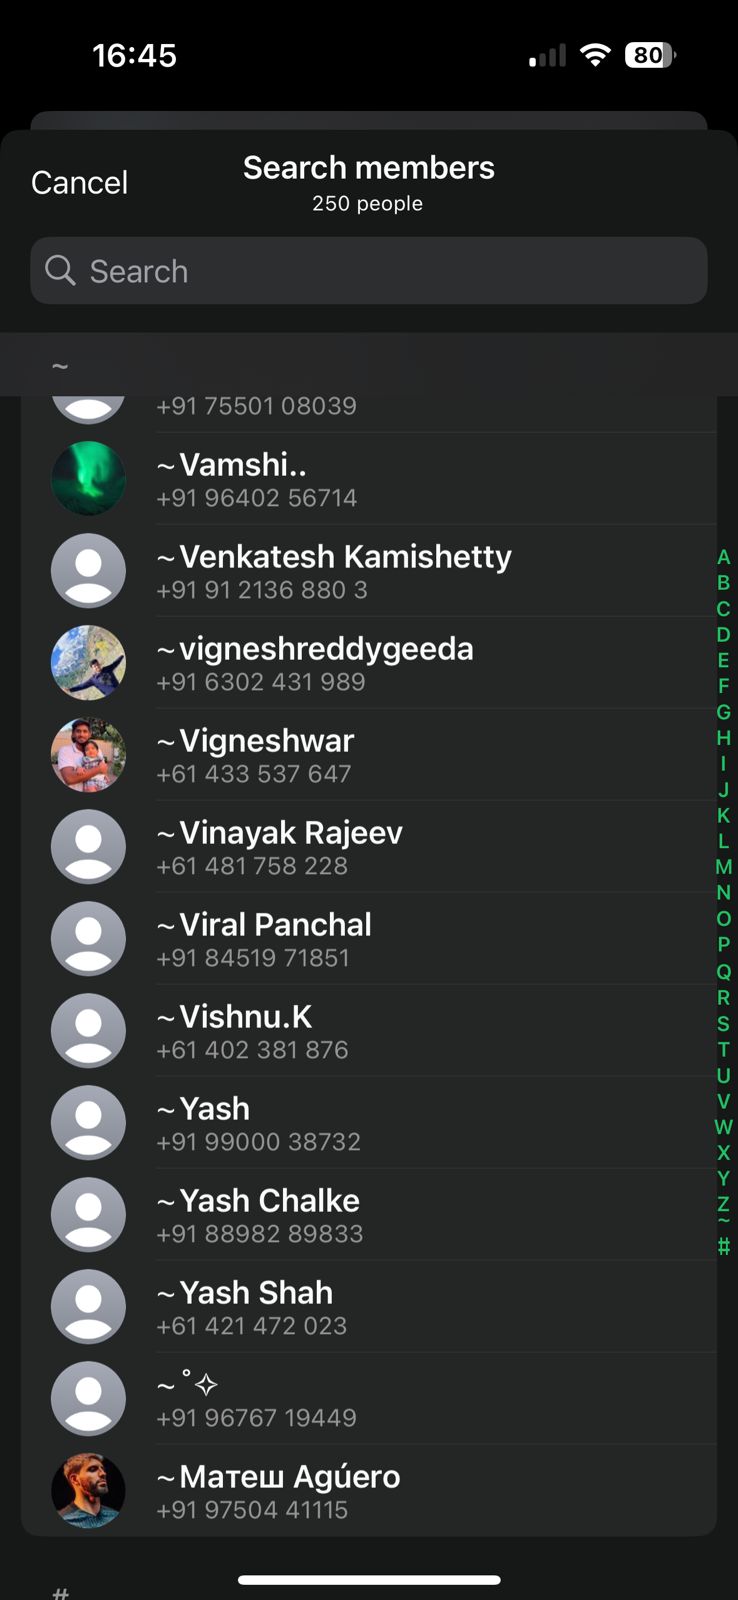 16:45
80
Cancel
Search members
250 people
Search
~
+91 75501 08039
~Vamshi..
+91 96402 56714
~Venkatesh Kamishetty
+91 91 2136 880 3
~vigneshreddygeeda
+91 6302 431 989
~Vigneshwar
+61 433 537 647
~Vinayak Rajeev
+61 481 758 228
~Viral Panchal
+91 84519 71851
~Vishnu.K
+61 402 381 876
~Yash
+91 99000 38732
~Yash Chalke
+91 88982 89833
~Yash Shah
+61 421 472 023
~˚✧
+91 96767 19449
~Матеш Agúero
+91 97504 41115
#
A
B
C
D
E
F
G
H
I
J
K
L
M
N
O
P
Q
R
S
T
U
V
W
X
Y
Z
~
#